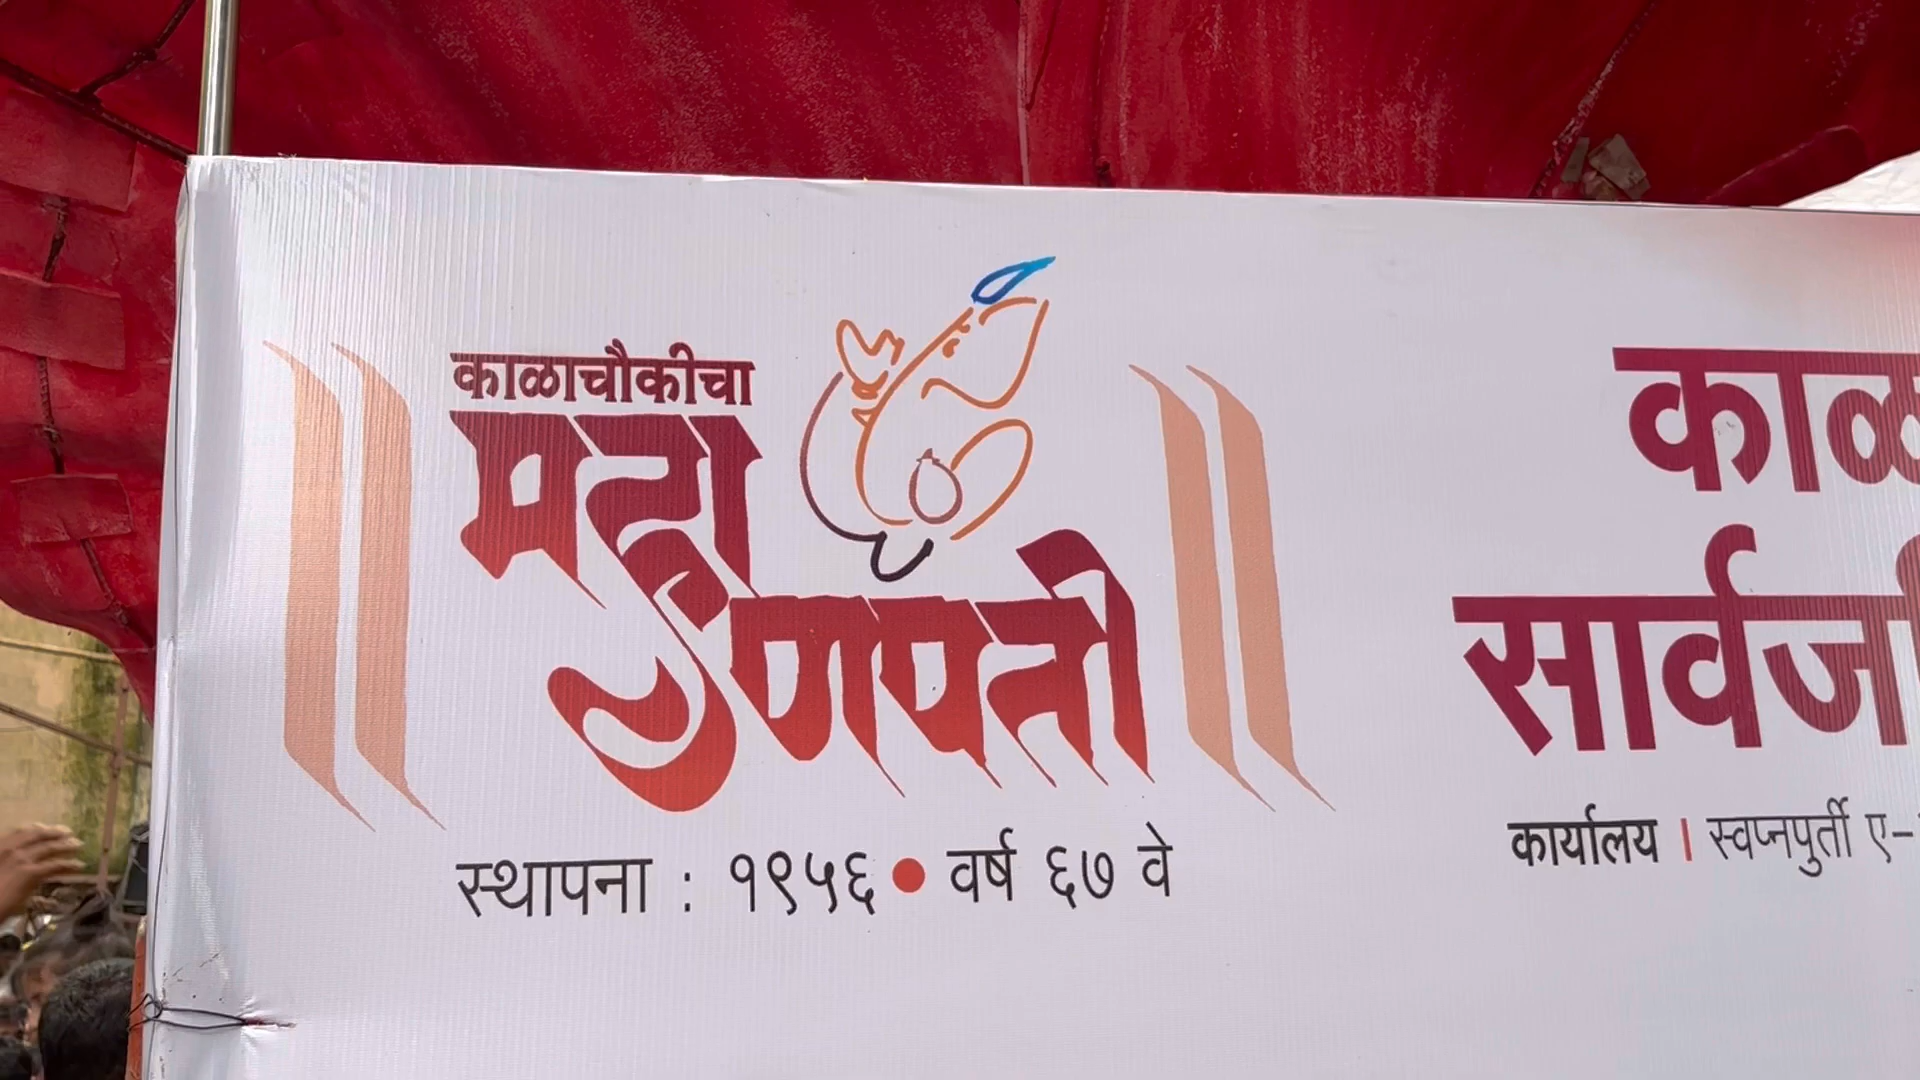 काळाचौकीचा
महा
गणपती
स्थापना : १९५६ • वर्ष ६७ वे
सार्वज
कार्यालय | स्वप्नपुर्ती ए-